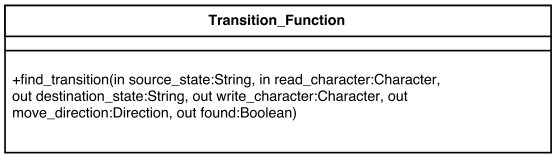 Transition_Function
+find_transition(in source_state:String, in read_character:Character,
out destination_state:String, out write_character:Character, out
move_direction:Direction, out found:Boolean)